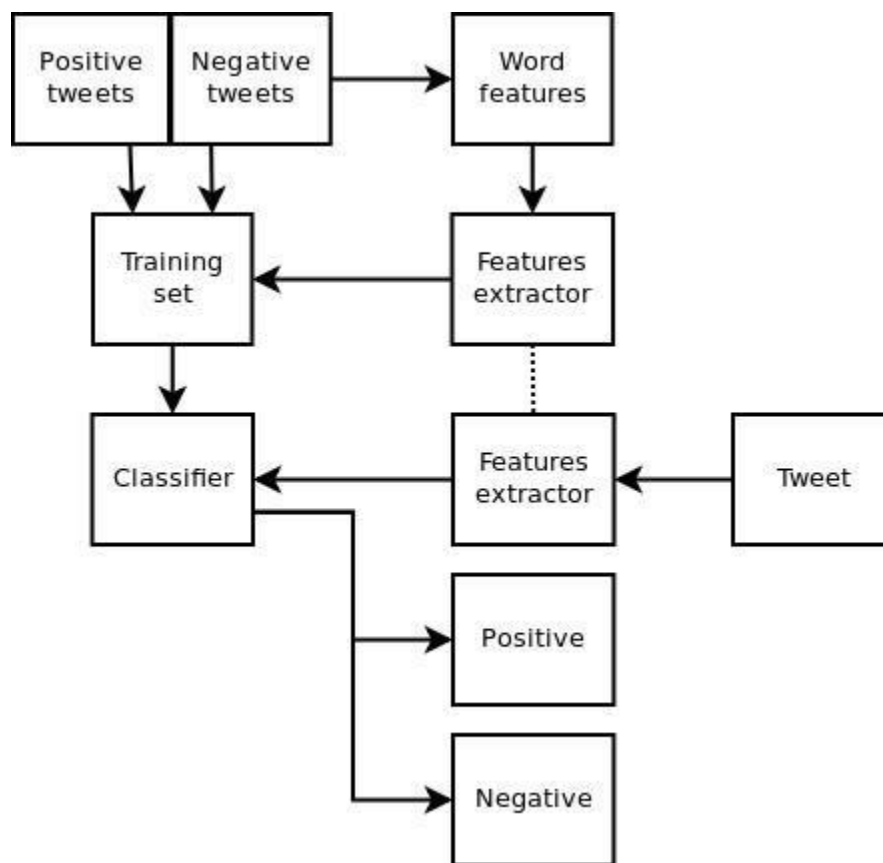 Positive
tweets
Negative
tweets
Word
features
Training
set
Features
extractor
Classifier
Features
extractor
Tweet
Positive
Negative